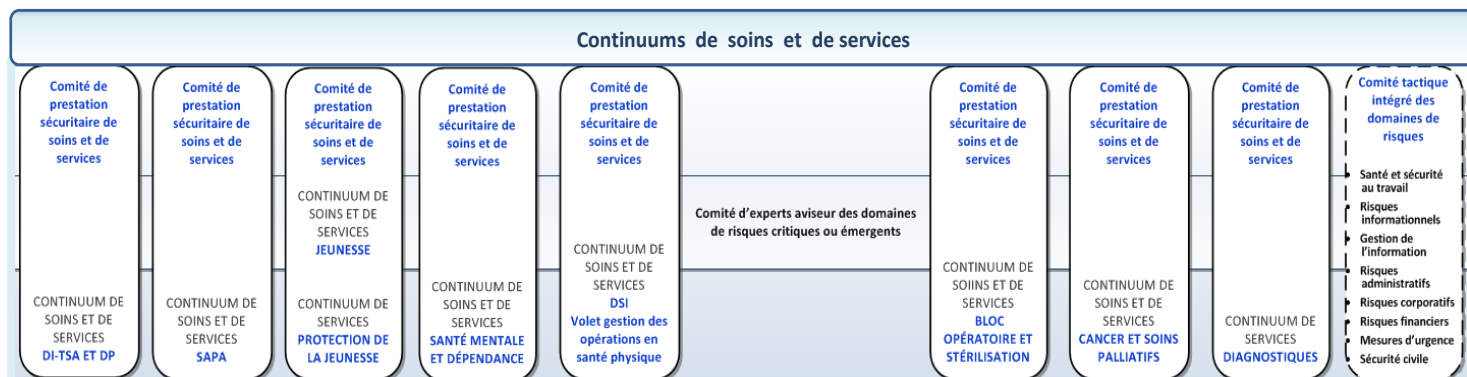 Continuums de soins et de services
Comité de
prestation
sécuritaire de
soins et de
services
CONTINUUM DE
SOINS ET DE
SERVICES
DI-TSA ET DP
Comité de
prestation
sécuritaire de
soins et de
services
CONTINUUM DE
SOINS ET DE
SERVICES
SAPA
Comité de
prestation
sécuritaire de
soins et de
services
CONTINUUM DE
SOINS ET DE
SERVICES
JEUNESSE
CONTINUUM DE
SOINS ET DE
SERVICES
PROTECTION DE
LA JEUNESSE
Comité de
prestation
sécuritaire de
soins et de
services
CONTINUUM DE
SOINS ET DE
SERVICES
SANTÉ MENTALE
ET DÉPENDANCE
Comité de
prestation
sécuritaire de
soins et de
services
CONTINUUM DE
SOINS ET DE
SERVICES
DSI
Volet gestion des
opérations en
santé physique
Comité d'experts aviseur des domaines
de risques critiques ou émergents
Comité de
prestation
sécuritaire de
soins et de
services
CONTINUUM DE
SOINS ET DE
SERVICES
BLOC
OPÉRATOIRE ET
STÉRILISATION
Comité de
prestation
sécuritaire de
soins et de
services
CONTINUUM DE
SOINS ET DE
SERVICES
CANCER ET SOINS
PALLIATIFS
Comité de
prestation
sécuritaire de
soins et de
services
CONTINUUM DE
SERVICES
DIAGNOSTIQUES
Comité tactique
intégré des
domaines de
risques
• Santé et sécurité
au travail
• Risques
informationnels
• Gestion de
l'information
• Risques
administratifs
• Risques corporatifs
• Risques financiers
• Mesures d'urgence
• Sécurité civile